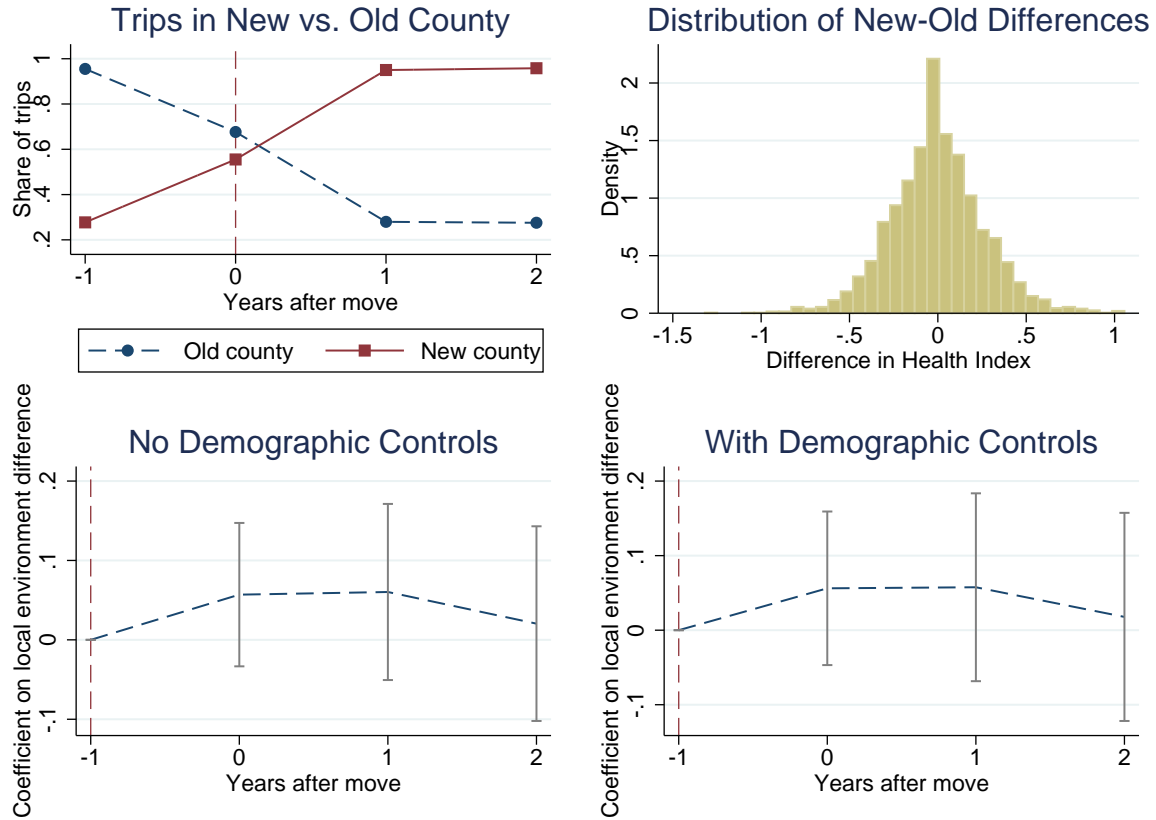 Trips in New vs. Old County
Share of trips
1
.8
.6
.4
.2
-1 0 1 2
Years after move
Old county New county
Distribution of New-Old Differences
Density
2
1.5
1
.5
0
-1.5 -1 -.5 0 .5 1
Difference in Health Index
No Demographic Controls
Coefficient on local environment difference
.2
.1
0
-.1
-1 0 1 2
Years after move
With Demographic Controls
Coefficient on local environment difference
.2
.1
0
-.1
-1 0 1 2
Years after move